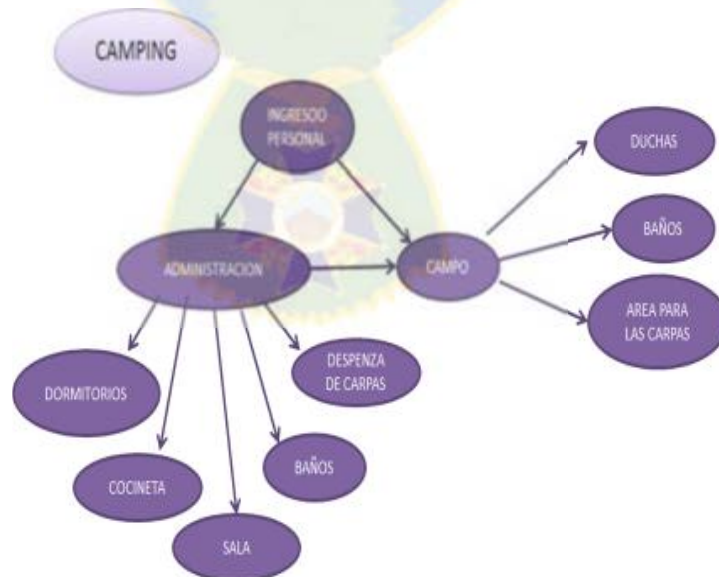 CAMPING
INGRESOO
PERSONAL
DUCHAS
BAÑOS
ADMINISTRACION
CAMPO
AREA PARA
LAS CARPAS
DESPENZA
DE CARPAS
DORMITORIOS
BAÑOS
COCINETA
SALA